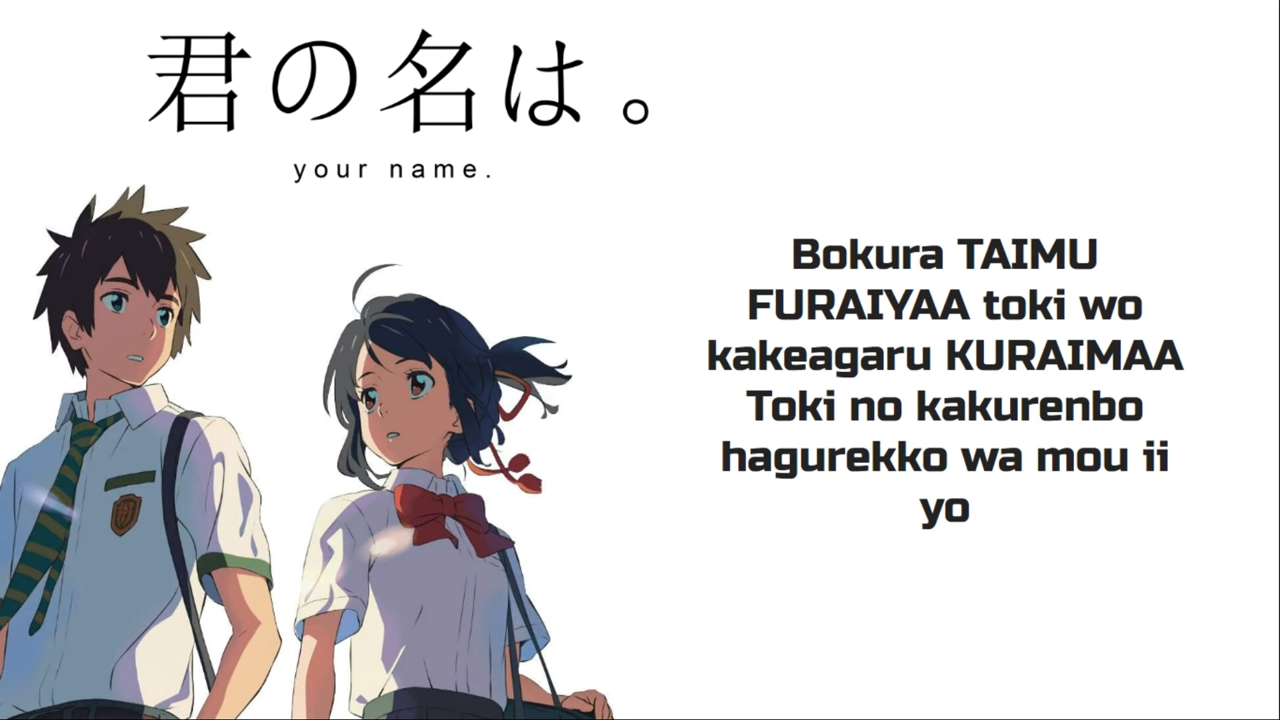 君の名は。
your name.
Bokura TAIMU
FURAIYAA toki wo
kakeagaru KURAIMAA
Toki no kakurenbo
hagurekko wa mou ii
yo